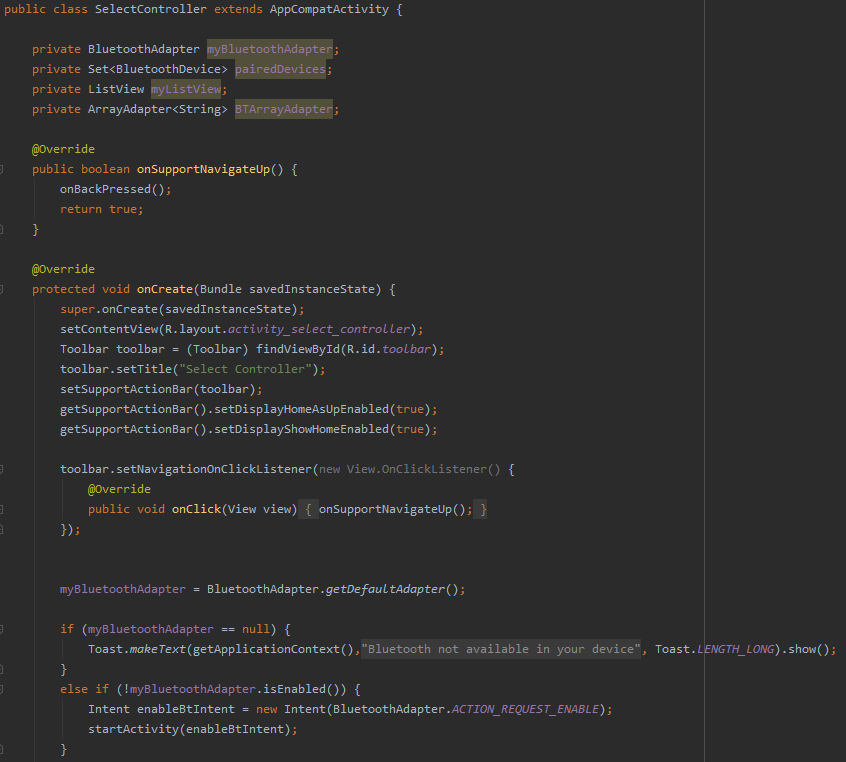 public class SelectController extends AppCompatActivity {
private BluetoothAdapter myBluetoothAdapter;
private Set<BluetoothDevice> pairedDevices;
private ListView myListView;
private ArrayAdapter<String> BTArrayAdapter;
@Override
public boolean onSupportNavigateUp() {
onBackPressed();
return true;
}
@Override
protected void onCreate(Bundle savedInstanceState) {
super.onCreate(savedInstanceState);
setContentView(R.layout.activity_select_controller);
Toolbar toolbar = (Toolbar) findViewById(R.id.toolbar);
toolbar.setTitle("Select Controller");
setSupportActionBar(toolbar);
getSupportActionBar().setDisplayHomeAsUpEnabled(true);
getSupportActionBar().setDisplayShowHomeEnabled(true);
toolbar.setNavigationOnClickListener(new View.OnClickListener() {
@Override
public void onClick(View view) { onSupportNavigateUp(); }
});
myBluetoothAdapter = BluetoothAdapter.getDefaultAdapter();
if (myBluetoothAdapter == null) {
Toast.makeText(getApplicationContext(),"Bluetooth not available in your device", Toast.LENGTH_LONG).show();
}
else if (!myBluetoothAdapter.isEnabled()) {
Intent enableBtIntent = new Intent(BluetoothAdapter.ACTION_REQUEST_ENABLE);
startActivity(enableBtIntent);
}